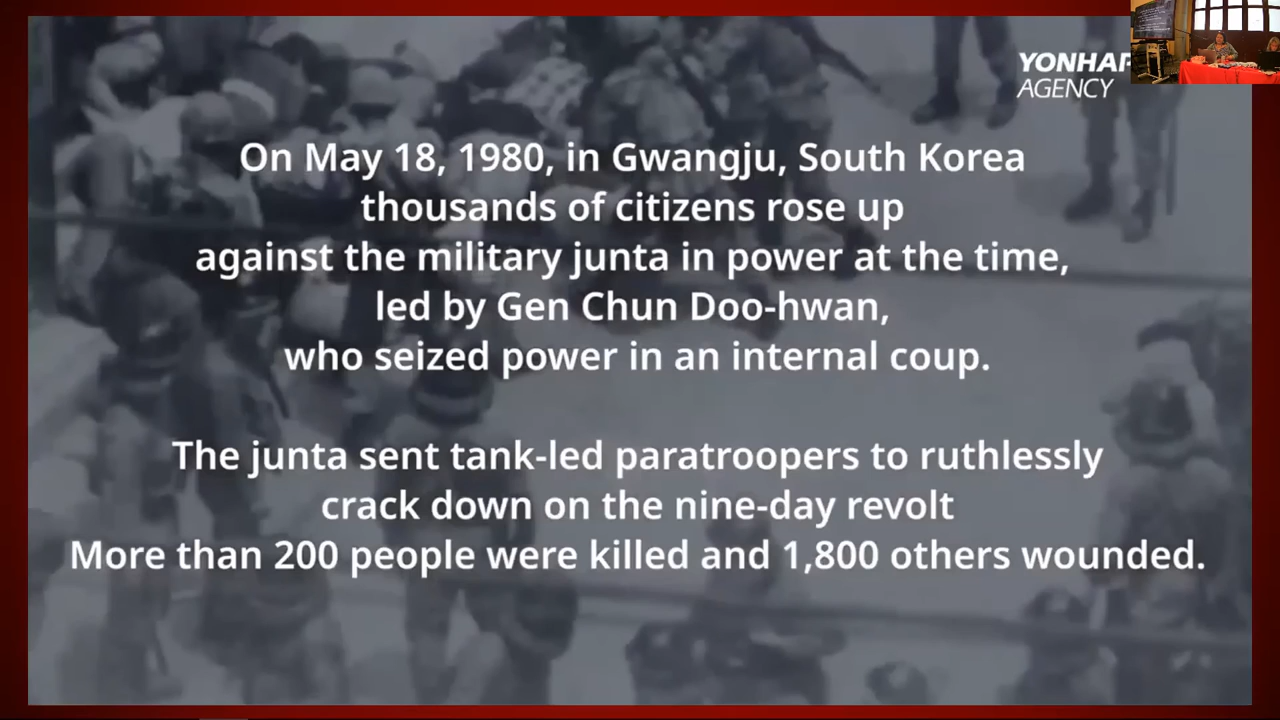 YONHAP
AGENCY
On May 18, 1980, in Gwangju, South Korea
thousands of citizens rose up
against the military junta in power at the time,
led by Gen Chun Doo-hwan,
who seized power in an internal coup.
The junta sent tank-led paratroopers to ruthlessly
crack down on the nine-day revolt
More than 200 people were killed and 1,800 others wounded.